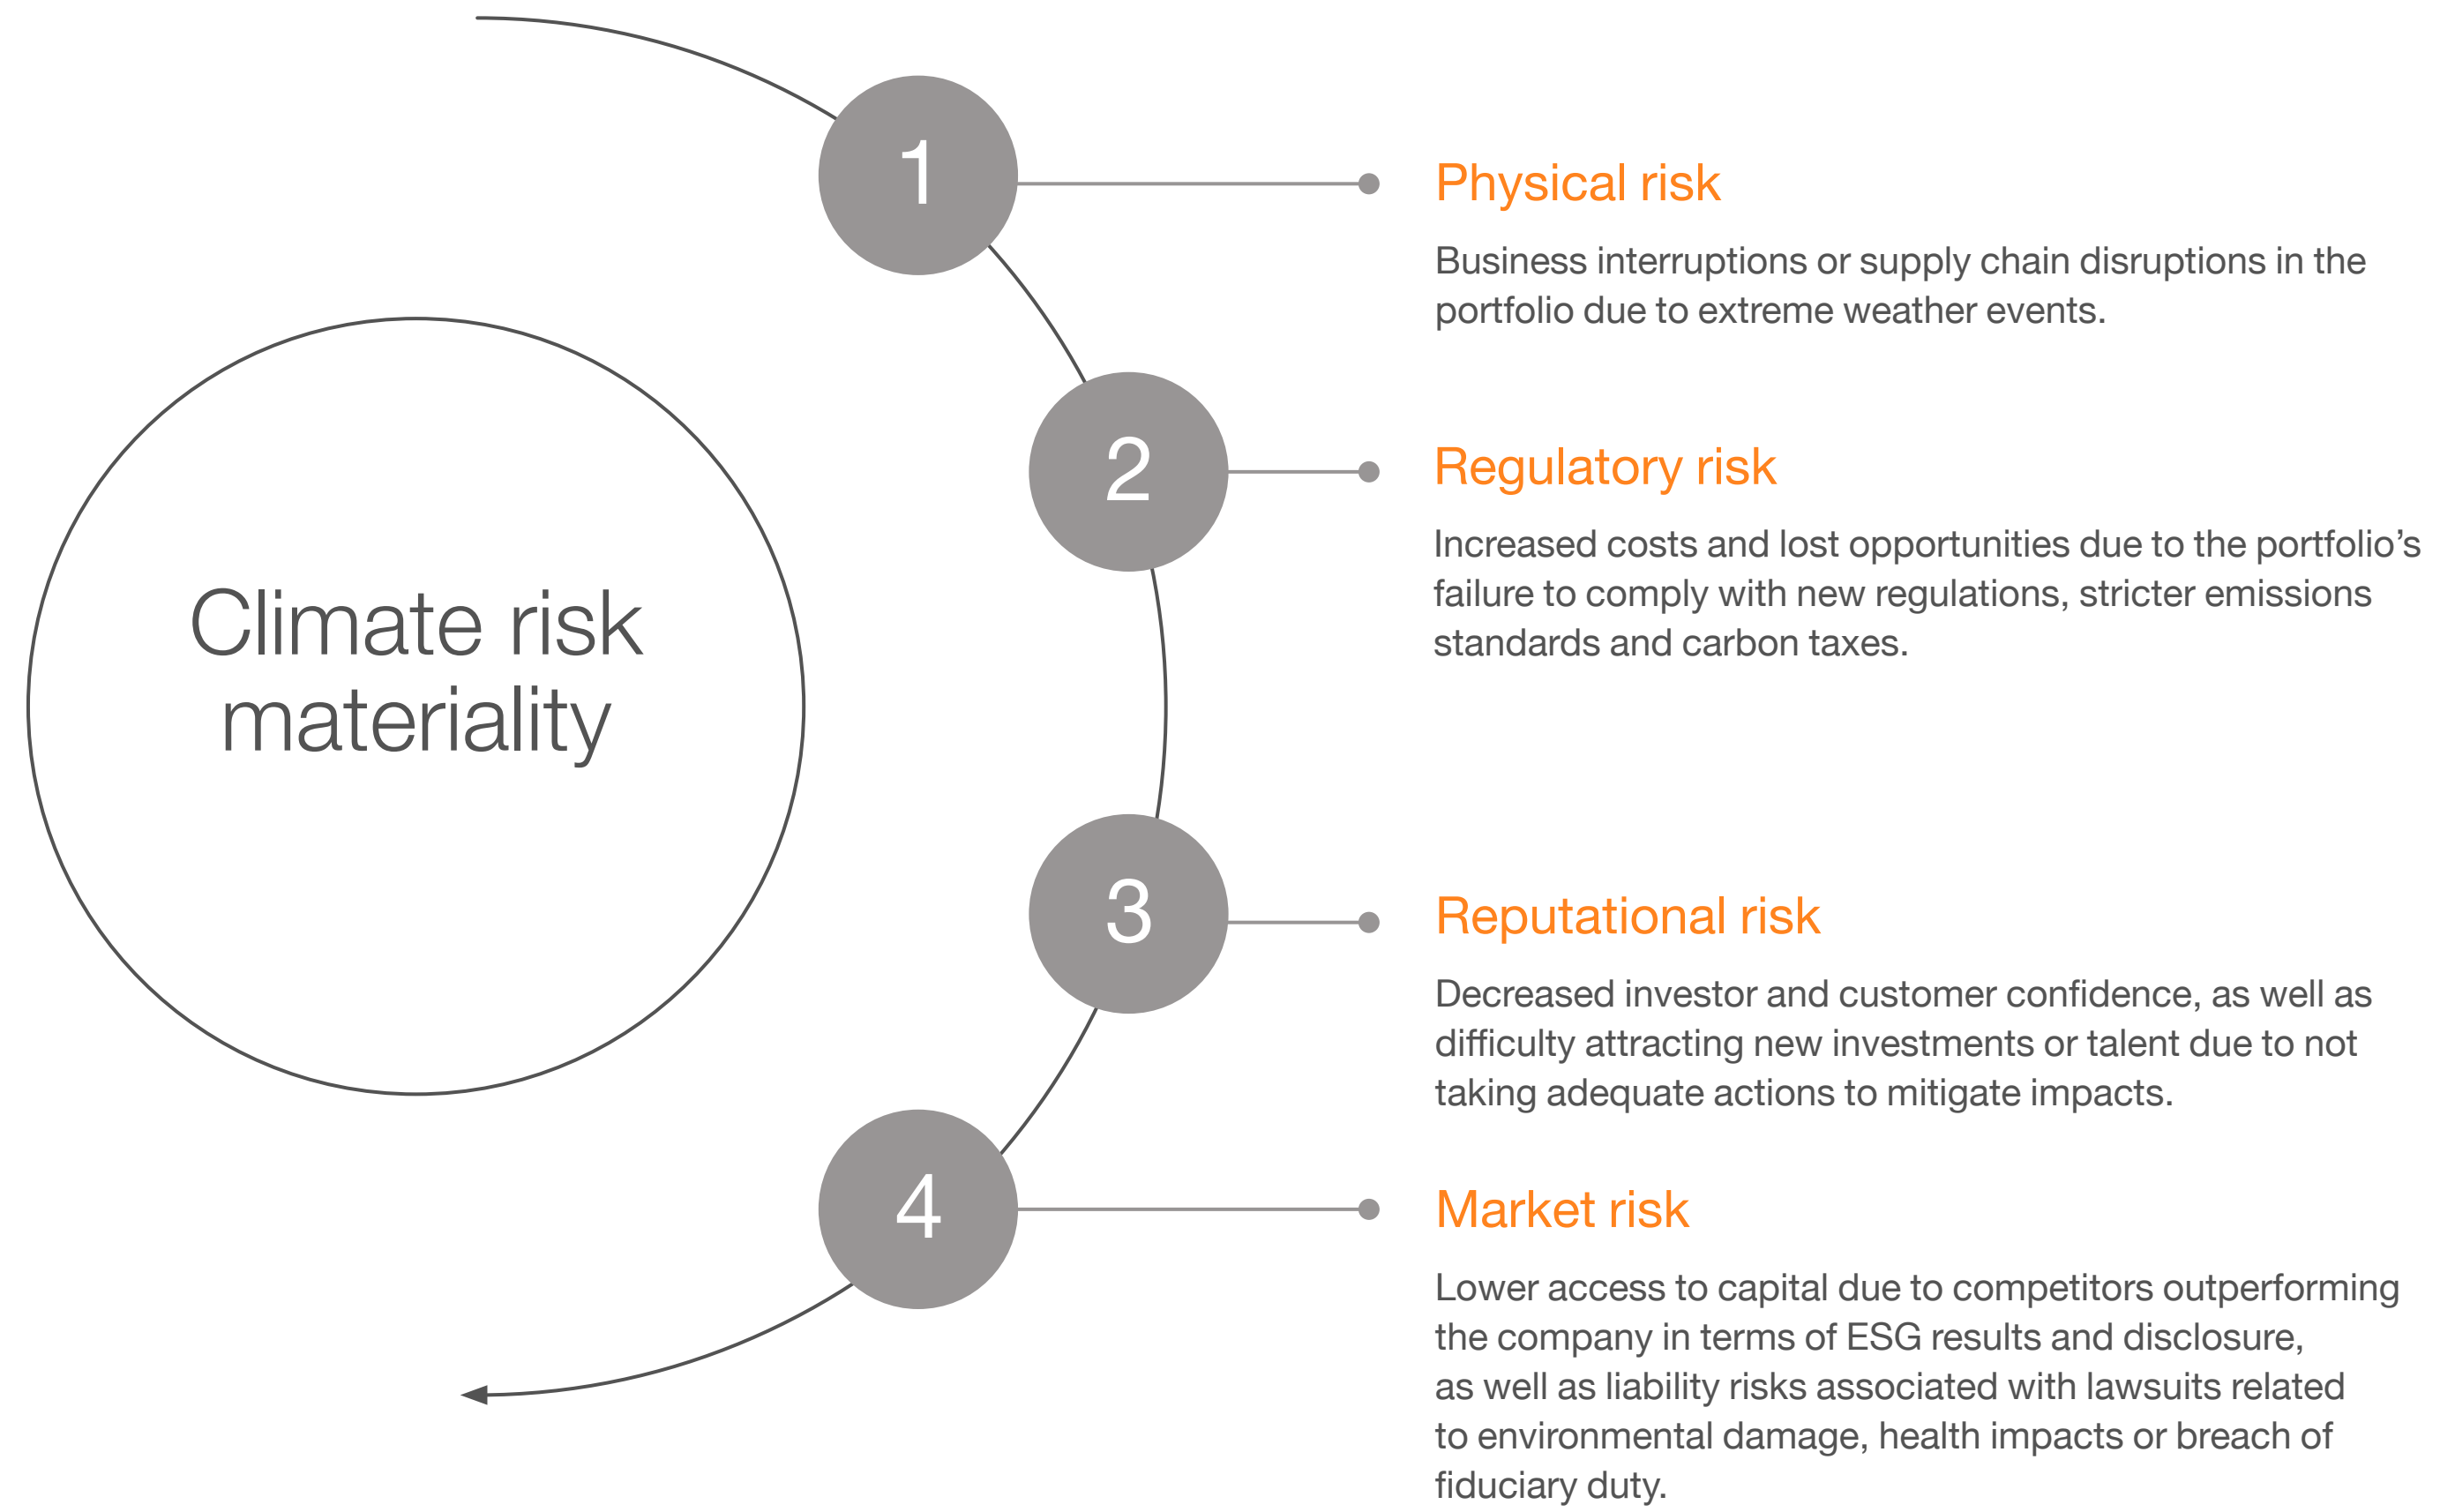 Climate risk
materiality
1
Physical risk
Business interruptions or supply chain disruptions in the
portfolio due to extreme weather events.
2
Regulatory risk
Increased costs and lost opportunities due to the portfolio’s
failure to comply with new regulations, stricter emissions
standards and carbon taxes.
3
Reputational risk
Decreased investor and customer confidence, as well as
difficulty attracting new investments or talent due to not
taking adequate actions to mitigate impacts.
4
Market risk
Lower access to capital due to competitors outperforming
the company in terms of ESG results and disclosure,
as well as liability risks associated with lawsuits related
to environmental damage, health impacts or breach of
fiduciary duty.